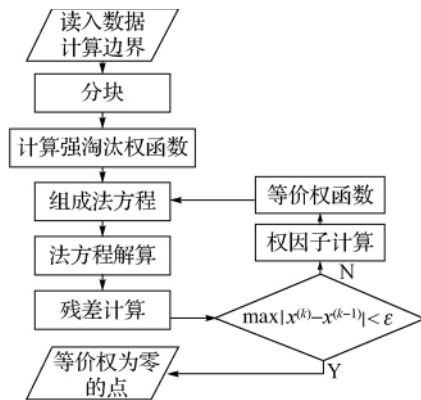 读入数据
计算边界
分块
计算强淘汰权函数
组成法方程
等价权函数
法方程解算
权因子计算
N
残差计算
max|x^(k)−x^(k−1)|<ε
Y
等价权为零
的点